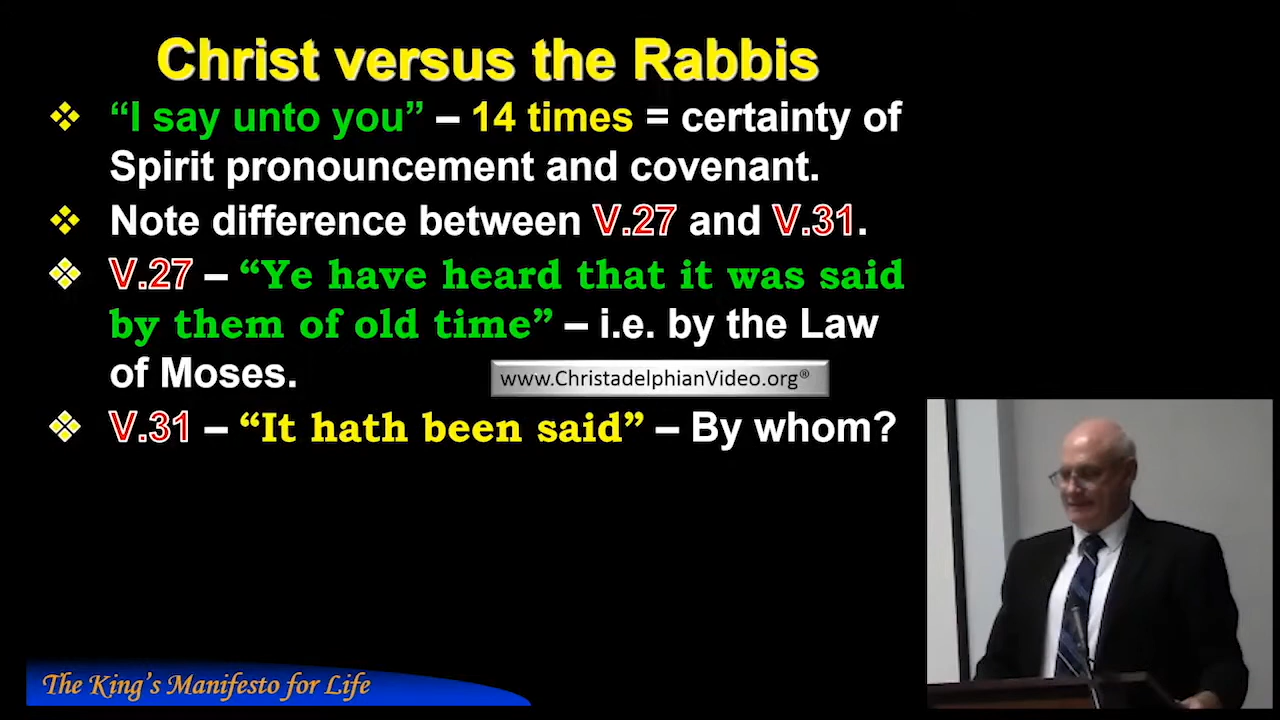 Christ versus the Rabbis
❖ “I say unto you” – 14 times = certainty of
Spirit pronouncement and covenant.
❖ Note difference between V.27 and V.31.
❖ V.27 – “Ye have heard that it was said
by them of old time” – i.e. by the Law
of Moses.
www.ChristadelphianVideo.org®
❖ V.31 – “It hath been said” – By whom?
The King’s Manifesto for Life